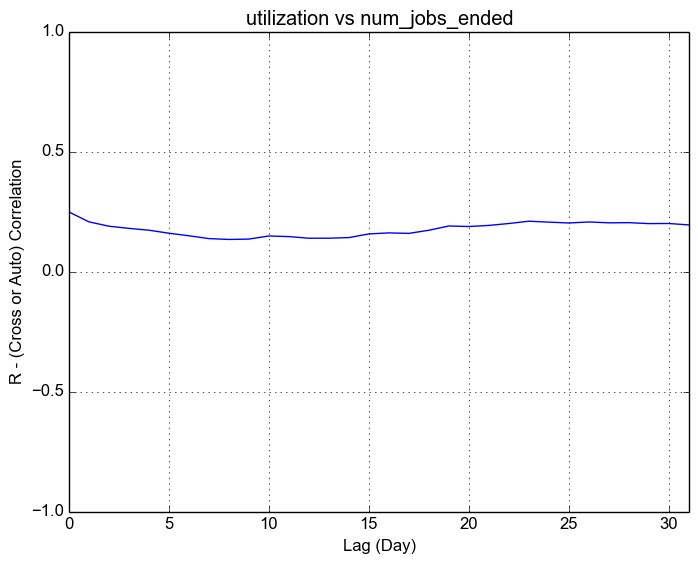 utilization vs num_jobs_ended
1.0
0.5
0.0
−0.5
−1.0
R - (Cross or Auto) Correlation
0 5 10 15 20 25 30
Lag (Day)